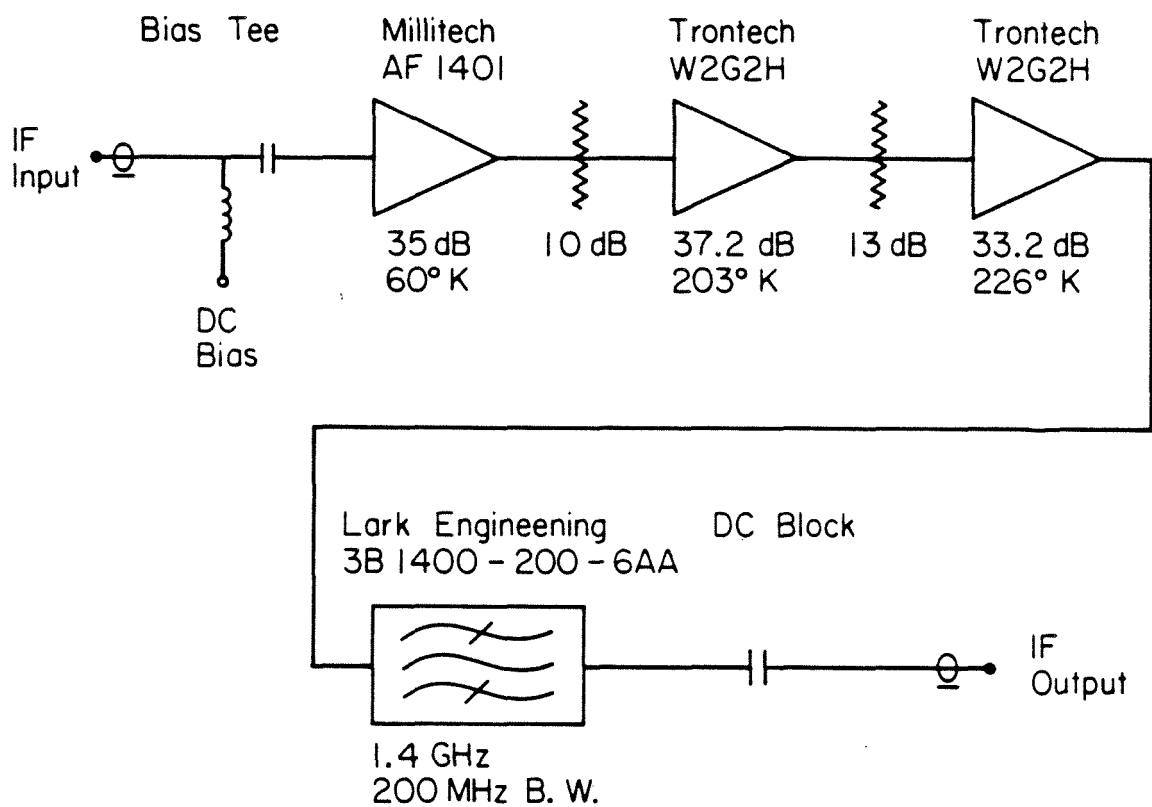 Bias Tee
Millitech
AF 1401
Trontech
W2G2H
Trontech
W2G2H
IF
Input
DC
Bias
35 dB
60° K
10 dB
37.2 dB
203° K
13 dB
33.2 dB
226° K
Lark Engineening
3B 1400 - 200 - 6AA
DC Block
IF
Output
1.4 GHz
200 MHz B. W.